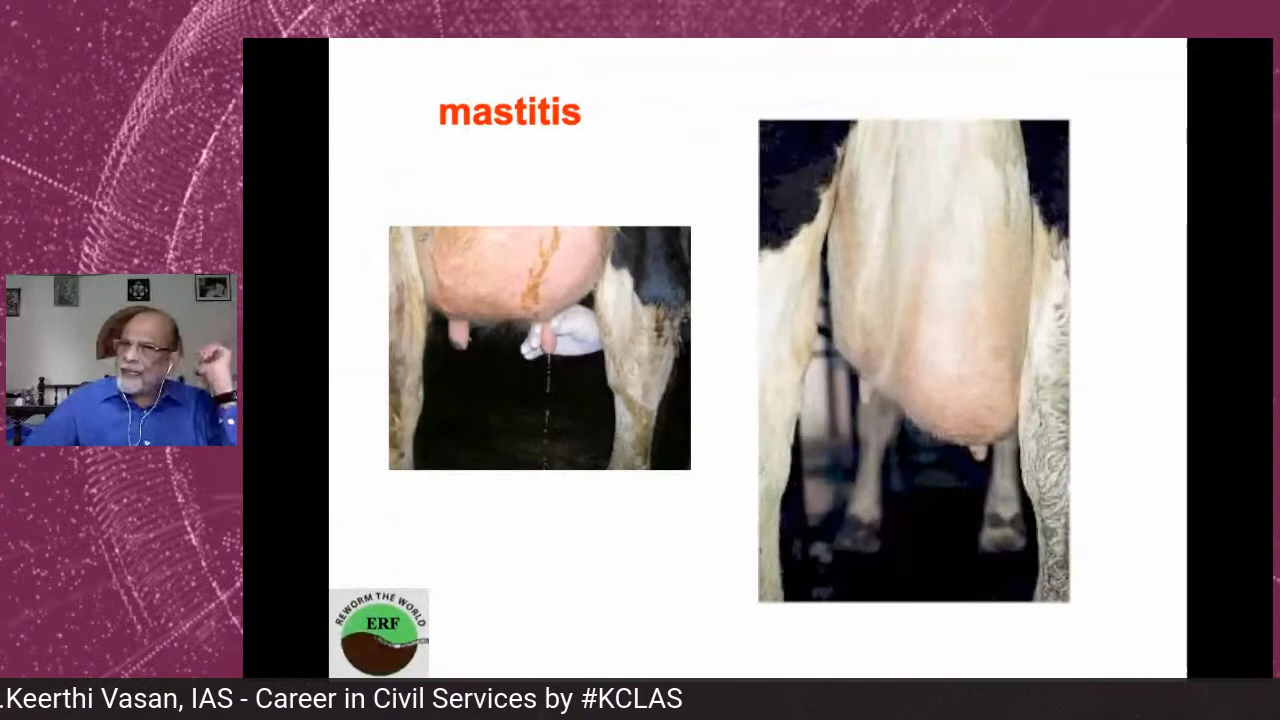 mastitis
REWORM THE WORLD
ERF
.Keerthi Vasan, IAS - Career in Civil Services by #KCLAS